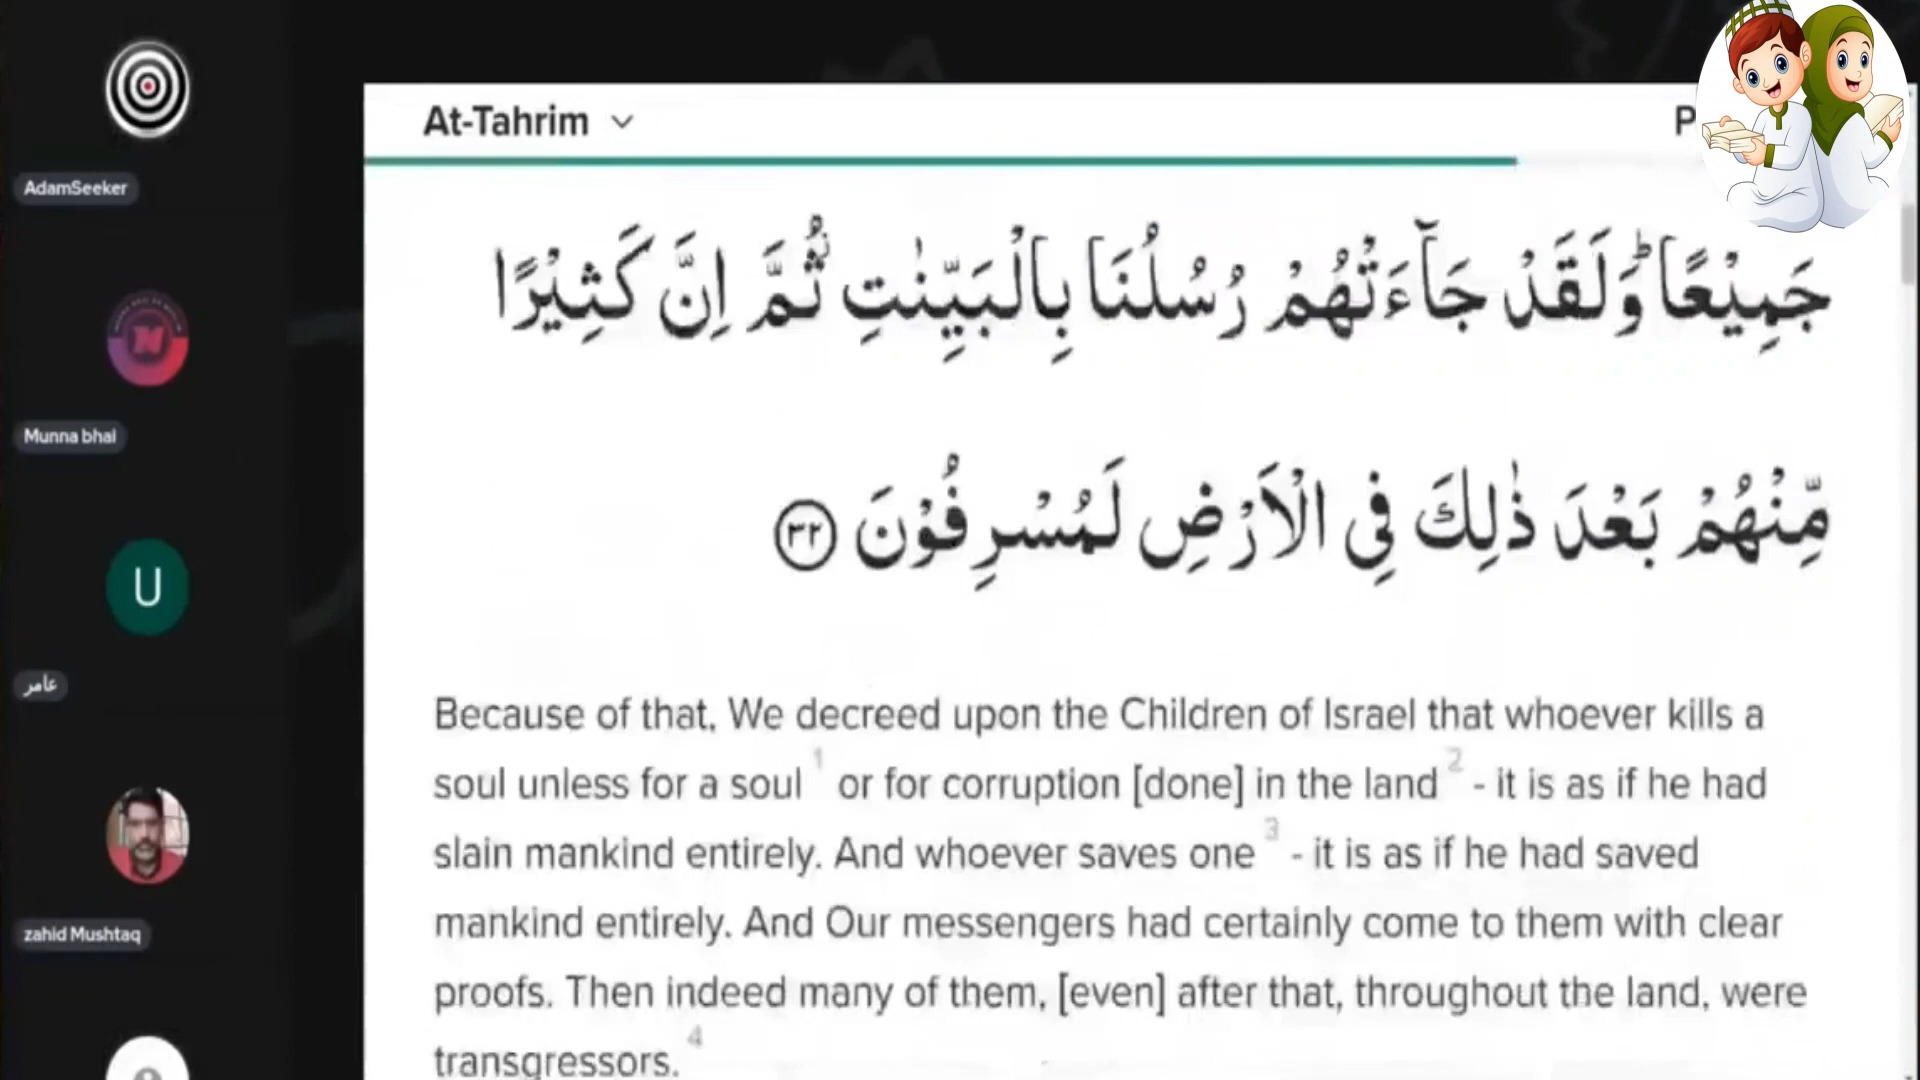 AdamSeeker
Munna bhai
U
عامر
zahid Mushtaq
At-Tahrim
P
جَمِيْعًا ؕ وَلَقَدْ جَآءَتْهُمْ رُسُلُنَا بِالْبَيِّنٰتِ ثُمَّ اِنَّ كَثِيْرًا
مِّنْهُمْ بَعْدَ ذٰلِكَ فِى الْاَرْضِ لَمُسْرِفُوْنَ ٣٢
Because of that, We decreed upon the Children of Israel that whoever kills a
soul unless for a soul 1 or for corruption [done] in the land 2 - it is as if he had
slain mankind entirely. And whoever saves one 3 - it is as if he had saved
mankind entirely. And Our messengers had certainly come to them with clear
proofs. Then indeed many of them, [even] after that, throughout the land, were
transgressors. 4